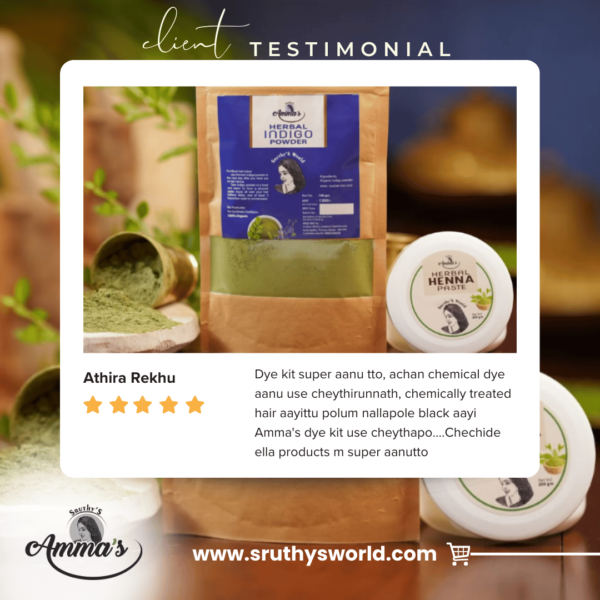 client TESTIMONIAL
Amma's
HERBAL
INDIGO
POWDER
Sruthy's World
Amma's
HERBAL
HENNA
PASTE
Sruthy's World
Athira Rekhu
Dye kit super aanu tto, achan chemical dye
aanu use cheythirunnath, chemically treated
hair aayittu polum nallapole black aayi
Amma's dye kit use cheythapo....Chechide
ella products m super aanutto
SRUTHY'S
Amma's
www.sruthysworld.com